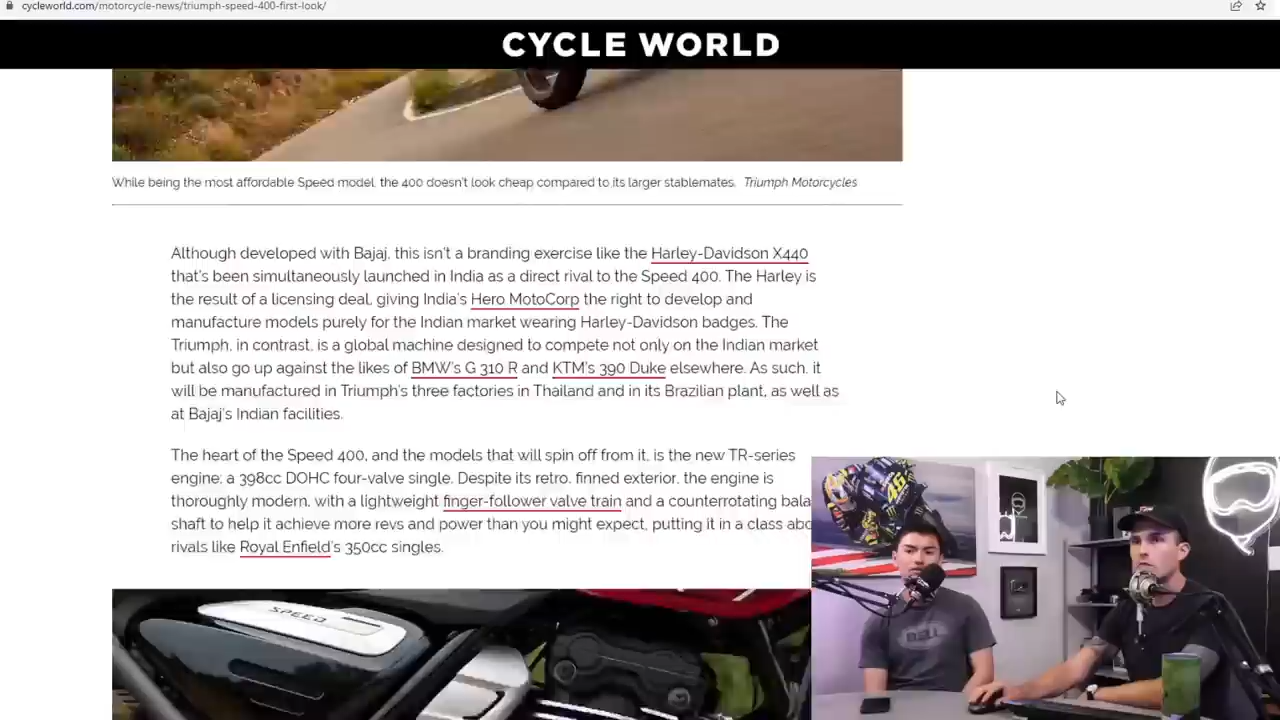 cycleworld.com/motorcycle-news/triumph-speed-400-first-look/
CYCLE WORLD
While being the most affordable Speed model, the 400 doesn't look cheap compared to its larger stablemates. Triumph Motorcycles
Although developed with Bajaj, this isn't a branding exercise like the Harley-Davidson X440
that's been simultaneously launched in India as a direct rival to the Speed 400. The Harley is
the result of a licensing deal, giving India's Hero MotoCorp the right to develop and
manufacture models purely for the Indian market wearing Harley-Davidson badges. The
Triumph, in contrast, is a global machine designed to compete not only on the Indian market
but also go up against the likes of BMW's G 310 R and KTM's 390 Duke elsewhere. As such, it
will be manufactured in Triumph's three factories in Thailand and in its Brazilian plant, as well as
at Bajaj's Indian facilities.
The heart of the Speed 400, and the models that will spin off from it, is the new TR-series
engine: a 398cc DOHC four-valve single. Despite its retro, finned exterior, the engine is
thoroughly modern, with a lightweight finger-follower valve train and a counterrotating bala
shaft to help it achieve more revs and power than you might expect, putting it in a class abo
rivals like Royal Enfield's 350cc singles.
SPEED
46
BELL